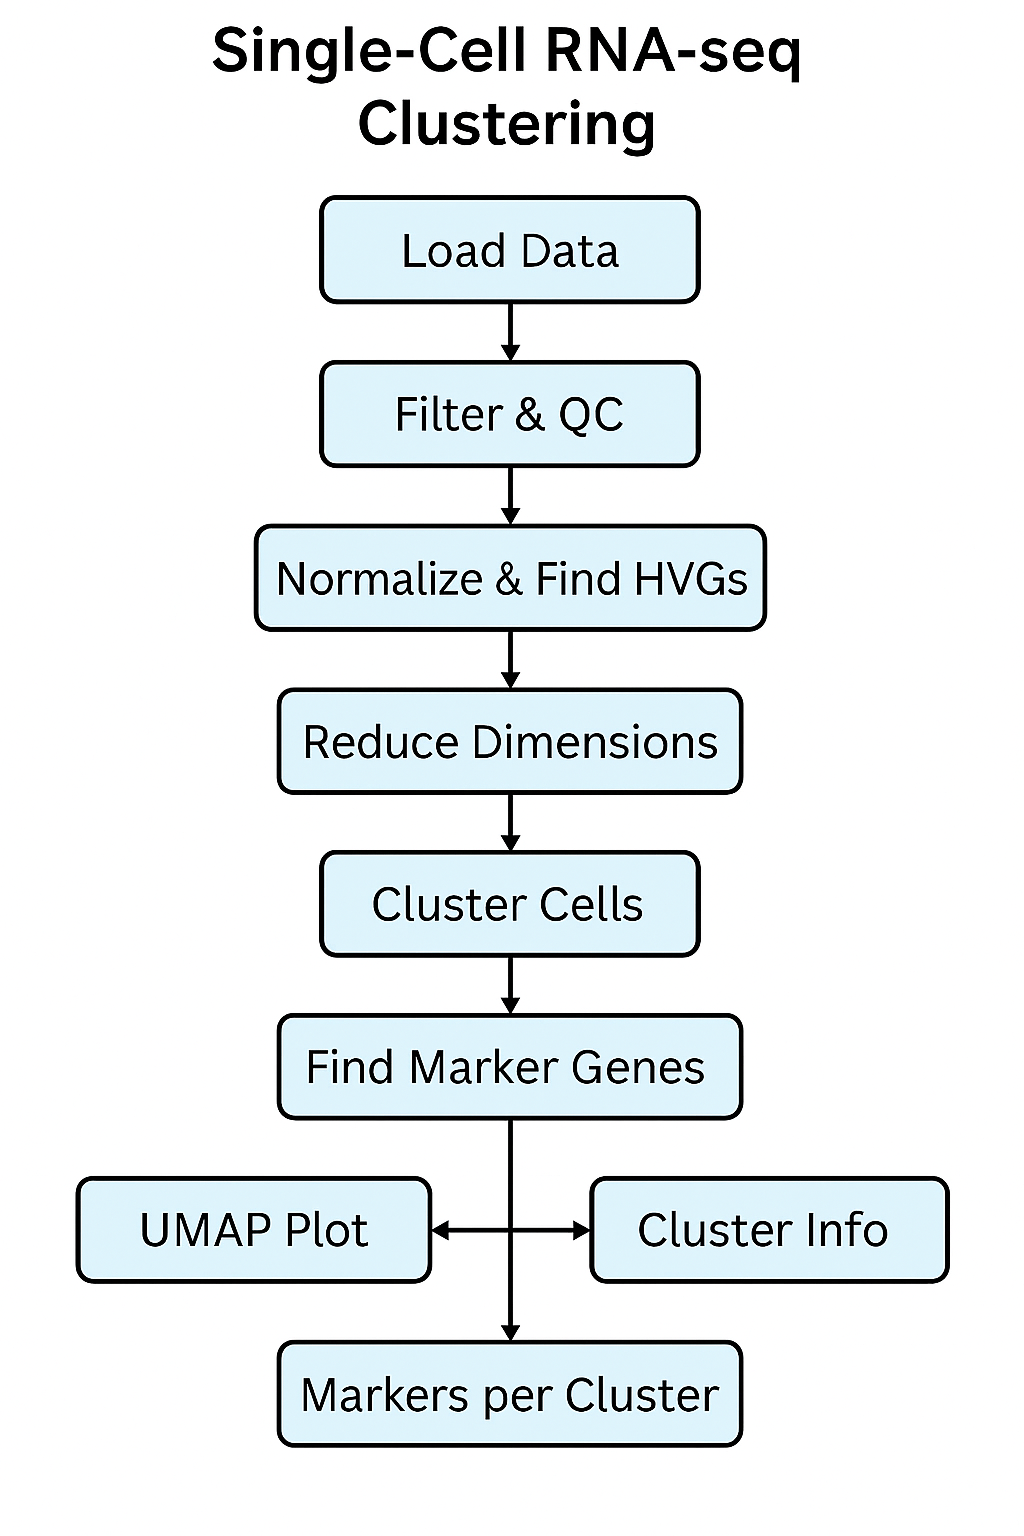 Single-Cell RNA-seq
Clustering
Load Data
Filter & QC
Normalize & Find HVGs
Reduce Dimensions
Cluster Cells
Find Marker Genes
UMAP Plot
Cluster Info
Markers per Cluster